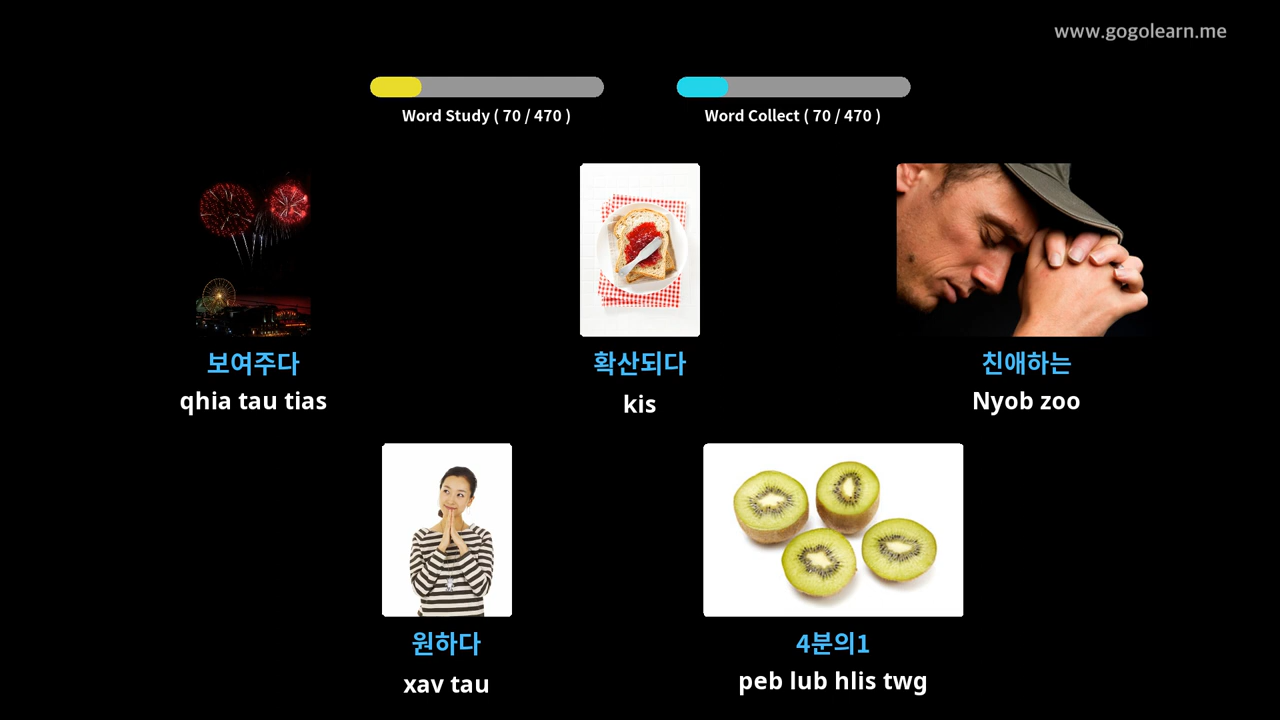 www.gogolearn.me
Word Study ( 70 / 470 )
Word Collect ( 70 / 470 )
보여주다
qhia tau tias
확산되다
kis
친애하는
Nyob zoo
원하다
xav tau
4분의1
peb lub hlis twg